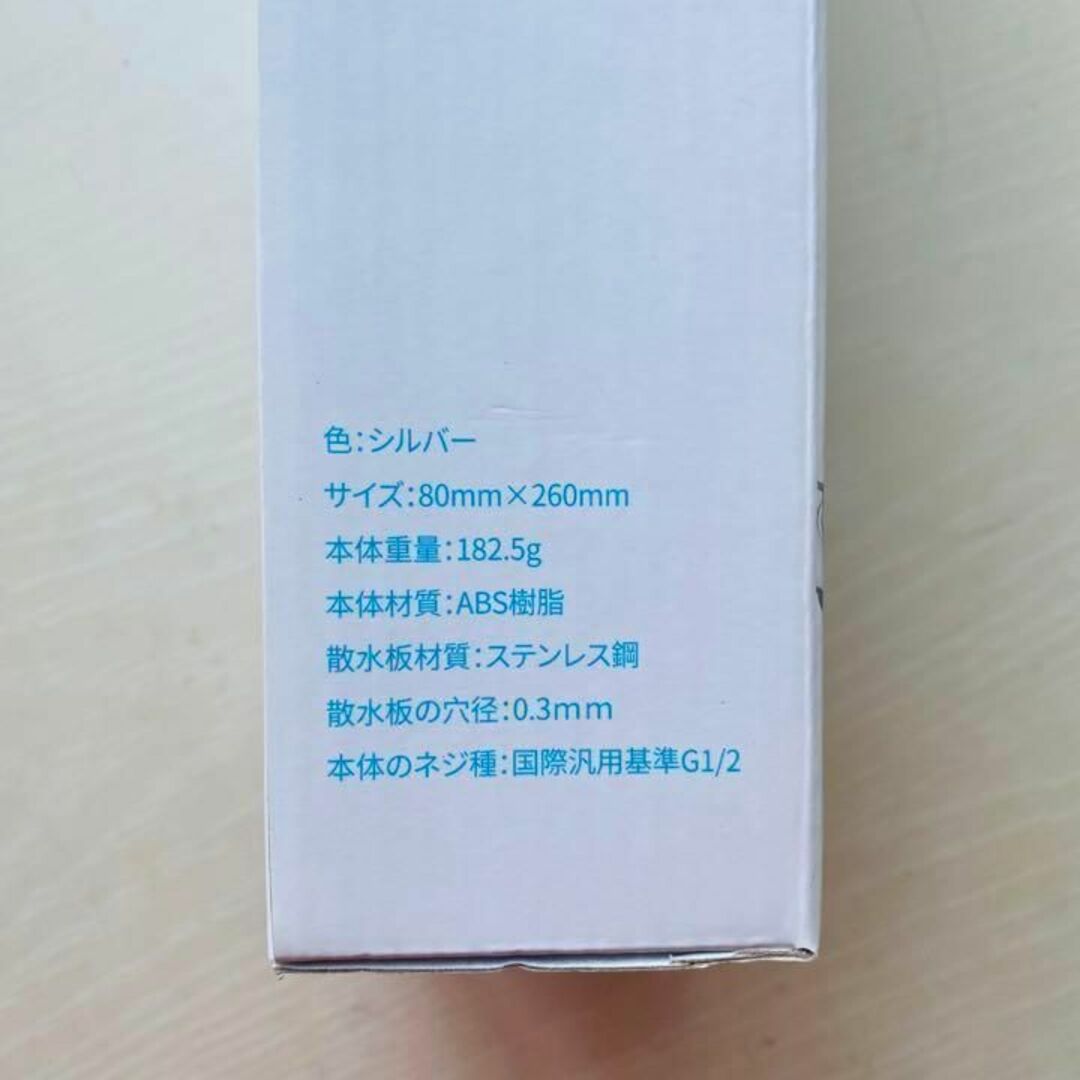 色：シルバー
サイズ：80mm×260mm
本体重量：182.5g
本体材質：ABS樹脂
散水板材質：ステンレス鋼
散水板の穴径：0.3ｍｍ
本体のネジ種：国際汎用基準G1/2